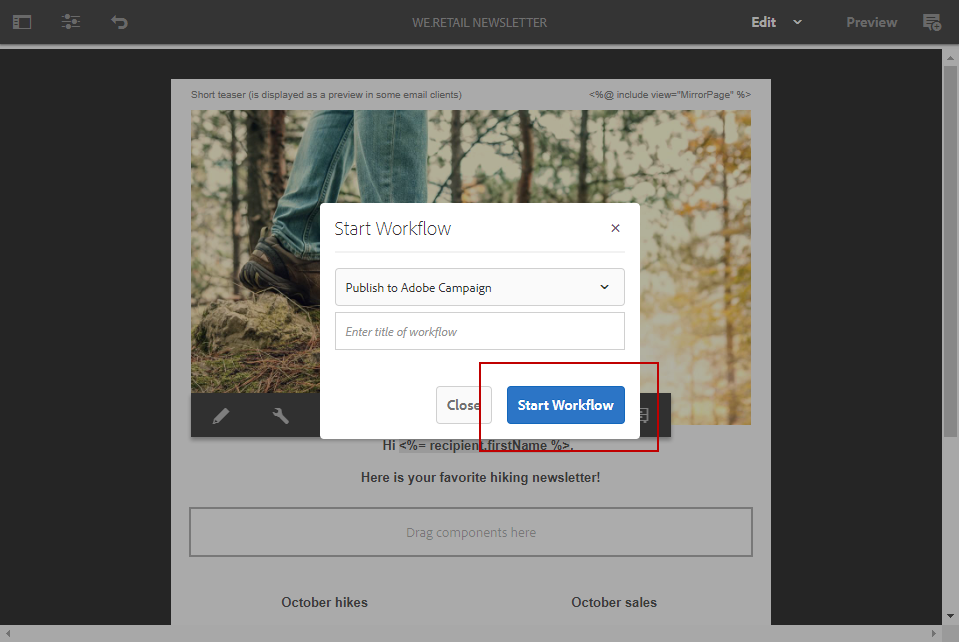 WE.RETAIL NEWSLETTER
Edit
Preview
Short teaser (is displayed as a preview in some email clients)
<%@ include view="MirrorPage" %>
Start Workflow
Publish to Adobe Campaign
Enter title of workflow
Close
Start Workflow
Hi <%= recipient.firstName %>.
Here is your favorite hiking newsletter!
Drag components here
October hikes
October sales